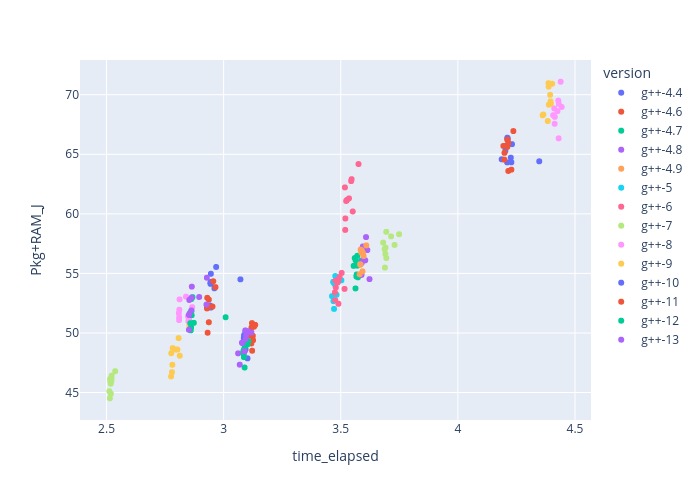 version
g++-4.4
g++-4.6
g++-4.7
g++-4.8
g++-4.9
g++-5
g++-6
g++-7
g++-8
g++-9
g++-10
g++-11
g++-12
g++-13
Pkg+RAM_J
70
65
60
55
50
45
2.5 3 3.5 4 4.5
time_elapsed